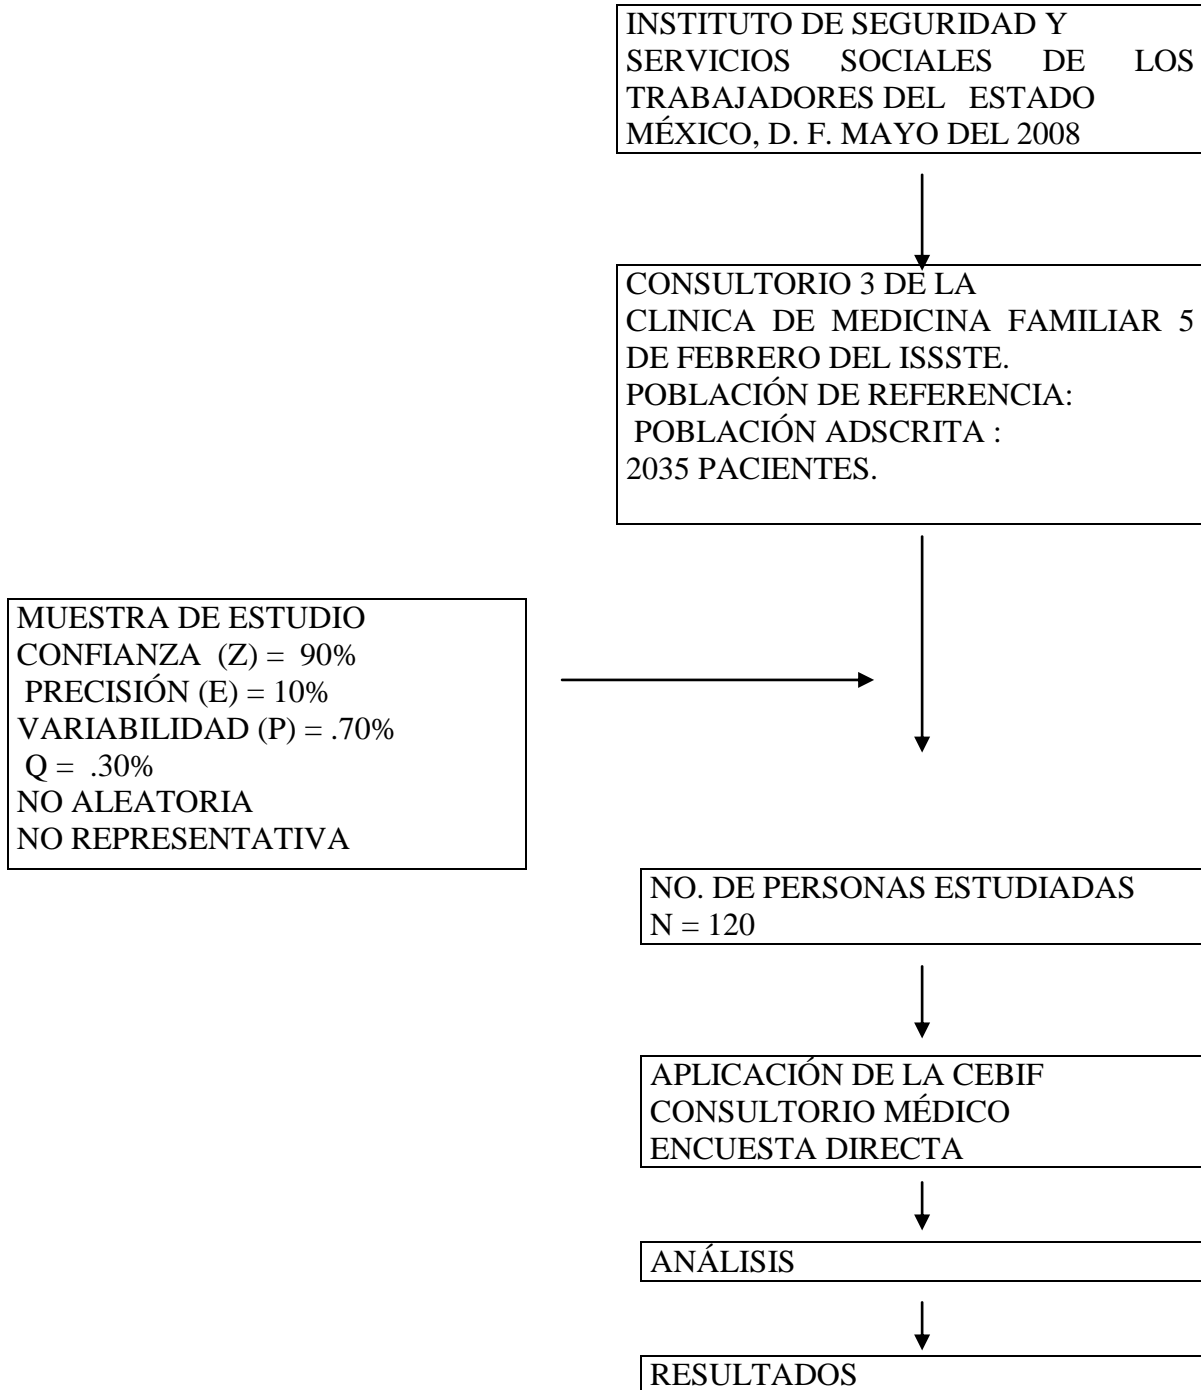 INSTITUTO DE SEGURIDAD Y
SERVICIOS SOCIALES DE LOS
TRABAJADORES DEL ESTADO
MÉXICO, D. F. MAYO DEL 2008
CONSULTORIO 3 DE LA
CLINICA DE MEDICINA FAMILIAR 5
DE FEBRERO DEL ISSSTE.
POBLACIÓN DE REFERENCIA:
POBLACIÓN ADSCRITA :
2035 PACIENTES.
MUESTRA DE ESTUDIO
CONFIANZA (Z) = 90%
PRECISIÓN (E) = 10%
VARIABILIDAD (P) = .70%
Q = .30%
NO ALEATORIA
NO REPRESENTATIVA
NO. DE PERSONAS ESTUDIADAS
N = 120
APLICACIÓN DE LA CEBIF
CONSULTORIO MÉDICO
ENCUESTA DIRECTA
ANÁLISIS
RESULTADOS